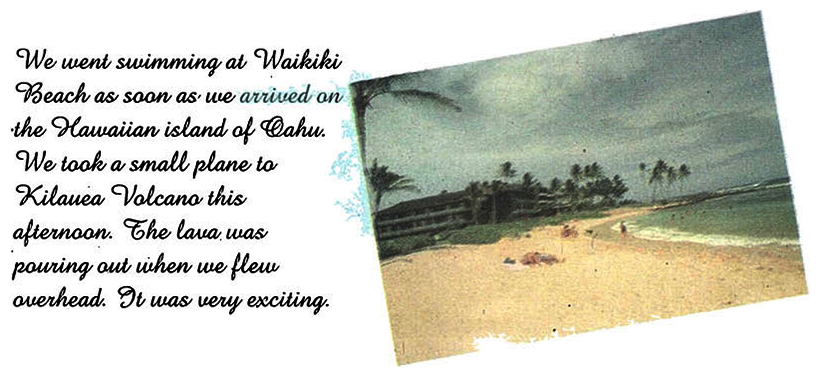 We went swimming at Waikiki
Beach as soon as we arrived on
the Hawaiian island of Oahu.
We took a small plane to
Kilauea Volcano this
afternoon. The lava was
pouring out when we flew
overhead. It was very exciting.